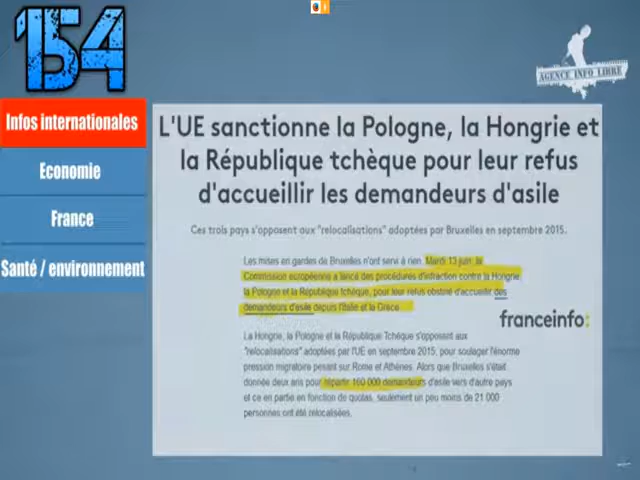 154
AGENCE INFO LIBRE
Infos internationales
Economie
France
Santé / environnement
L'UE sanctionne la Pologne, la Hongrie et
la République tchèque pour leur refus
d'accueillir les demandeurs d'asile
Ces trois pays s'opposent aux "relocalisations" adoptées par Bruxelles en septembre 2015.
Les mises en gardes de Bruxelles n'ont servi à rien. Mardi 13 juin, la
Commission européenne a lancé des procédures d'infraction contre la Hongrie,
la Pologne et la République tchèque, pour leur refus obstiné d'accueillir des
demandeurs d'asile depuis l'Italie et la Grèce.
franceinfo:
La Hongrie, la Pologne et la République Tchèque s'opposent aux
"relocalisations" adoptées par l'UE en septembre 2015, pour soulager l'énorme
pression migratoire pesant sur Rome et Athènes. Alors que Bruxelles s'était
donnée deux ans pour répartir 160 000 demandeurs d'asile vers d'autre pays
et ce en partie en fonction de quotas, seulement un peu moins de 21 000
personnes ont été relocalisées.